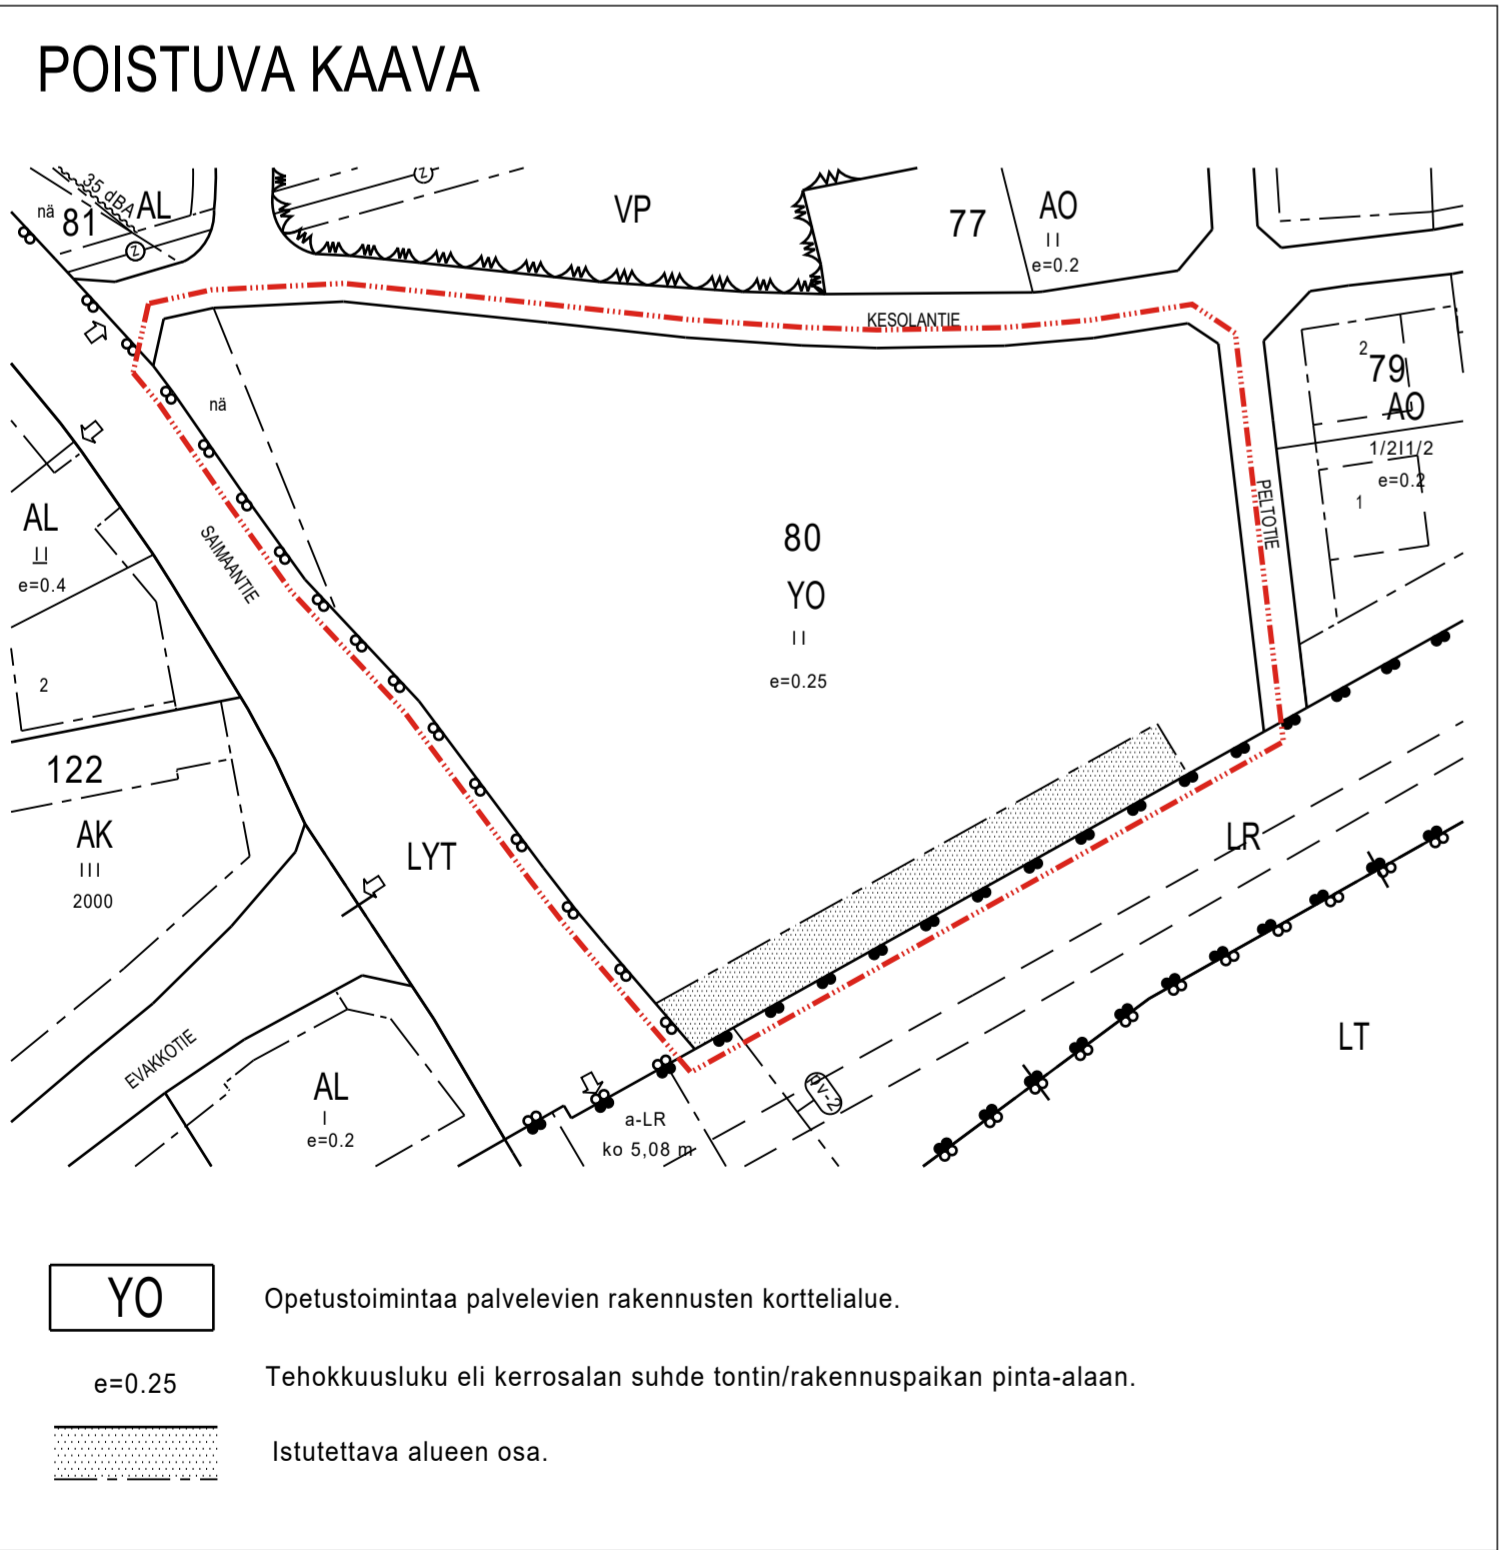 POISTUVA KAAVA
35 dBA
nä
81
AL
Z
Z
VP
77
AO
II
e=0.2
KESOLANTIE
2
79
AO
1/2I1/2
e=0.2
1
PELTOTIE
nä
AL
II
e=0.4
SAIMAANTIE
80
YO
II
e=0.25
2
122
AK
III
2000
LYT
LR
LT
EVAKKOTIE
AL
I
e=0.2
pv-2
a-LR
ko 5,08 m
YO
Opetustoimintaa palvelevien rakennusten korttelialue.
e=0.25
Tehokkuusluku eli kerrosalan suhde tontin/rakennuspaikan pinta-alaan.
Istutettava alueen osa.